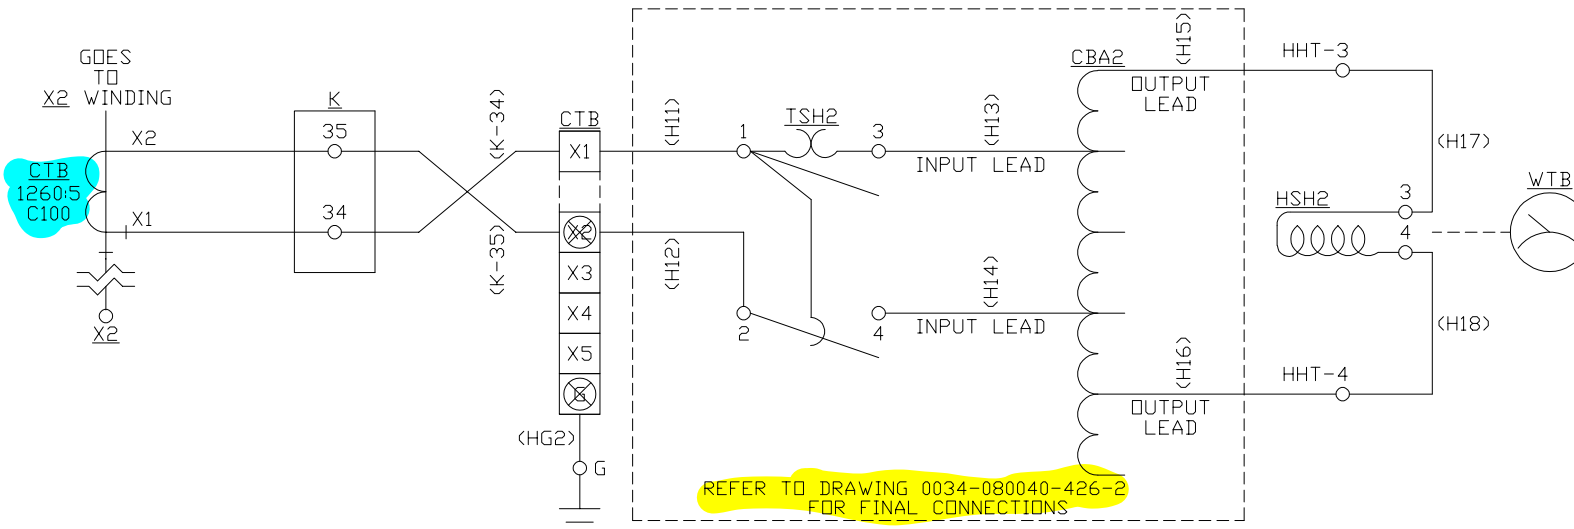 GOES
TO
X2 WINDING
X2
CTB
1260:5
C100
X1
X2
K
35
34
(K-34)
(K-35)
CTB
X1
X2
X3
X4
X5
G
(HG2)
G
(H11)
(H12)
1
TSH2
3
2
4
(H13)
INPUT LEAD
(H14)
INPUT LEAD
CBA2
(H15)
OUTPUT
LEAD
(H16)
OUTPUT
LEAD
REFER TO DRAWING 0034-080040-426-2
FOR FINAL CONNECTIONS
HHT-3
(H17)
HSH2
3
4
WTB
(H18)
HHT-4